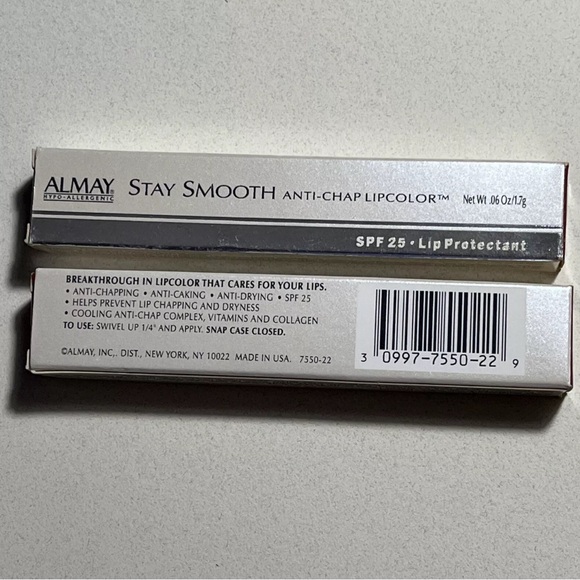 ALMAY®
HYPO-ALLERGENIC
STAY SMOOTH ANTI-CHAP LIPCOLOR™ Net Wt .06 Oz/1.7g
SPF 25 • Lip Protectant
BREAKTHROUGH IN LIPCOLOR THAT CARES FOR YOUR LIPS.
• ANTI-CHAPPING • ANTI-CAKING • ANTI-DRYING • SPF 25
• HELPS PREVENT LIP CHAPPING AND DRYNESS
• COOLING ANTI-CHAP COMPLEX, VITAMINS AND COLLAGEN
TO USE: SWIVEL UP 1/4" AND APPLY. SNAP CASE CLOSED.
©ALMAY, INC,. DIST., NEW YORK, NY 10022 MADE IN USA. 7550-22
3 0997-7550-22 9